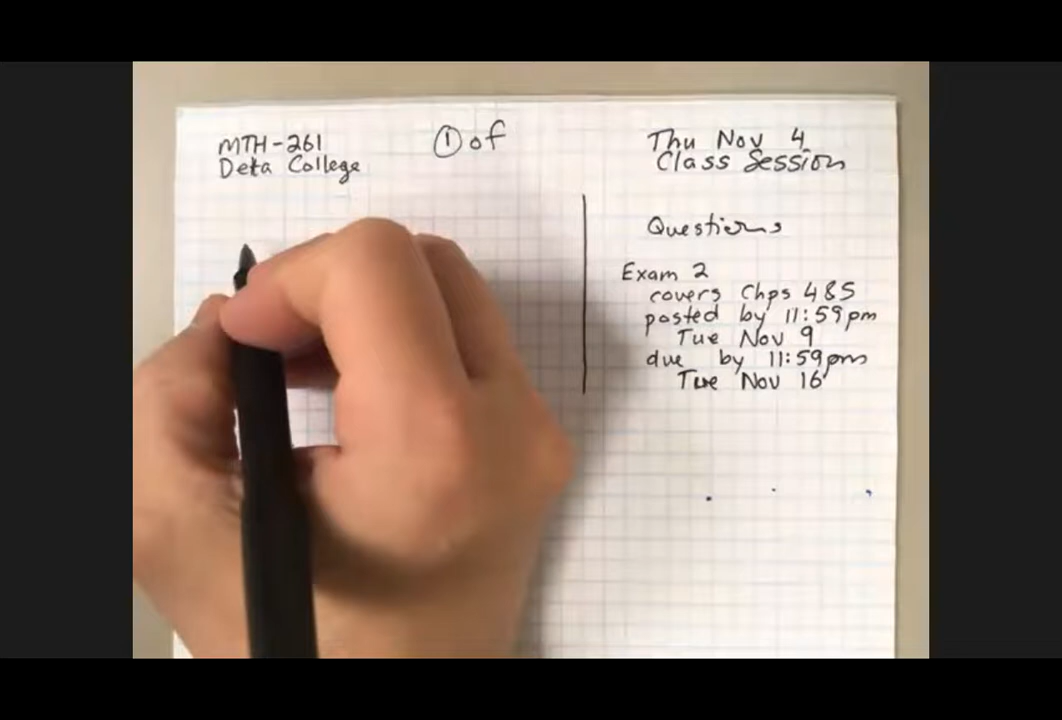 MTH-261
Deta College
① of
Thu Nov 4
Class Session
Questions
Exam 2
covers Chps 4&5
posted by 11:59pm
Tue Nov 9
due by 11:59pm
Tue Nov 16